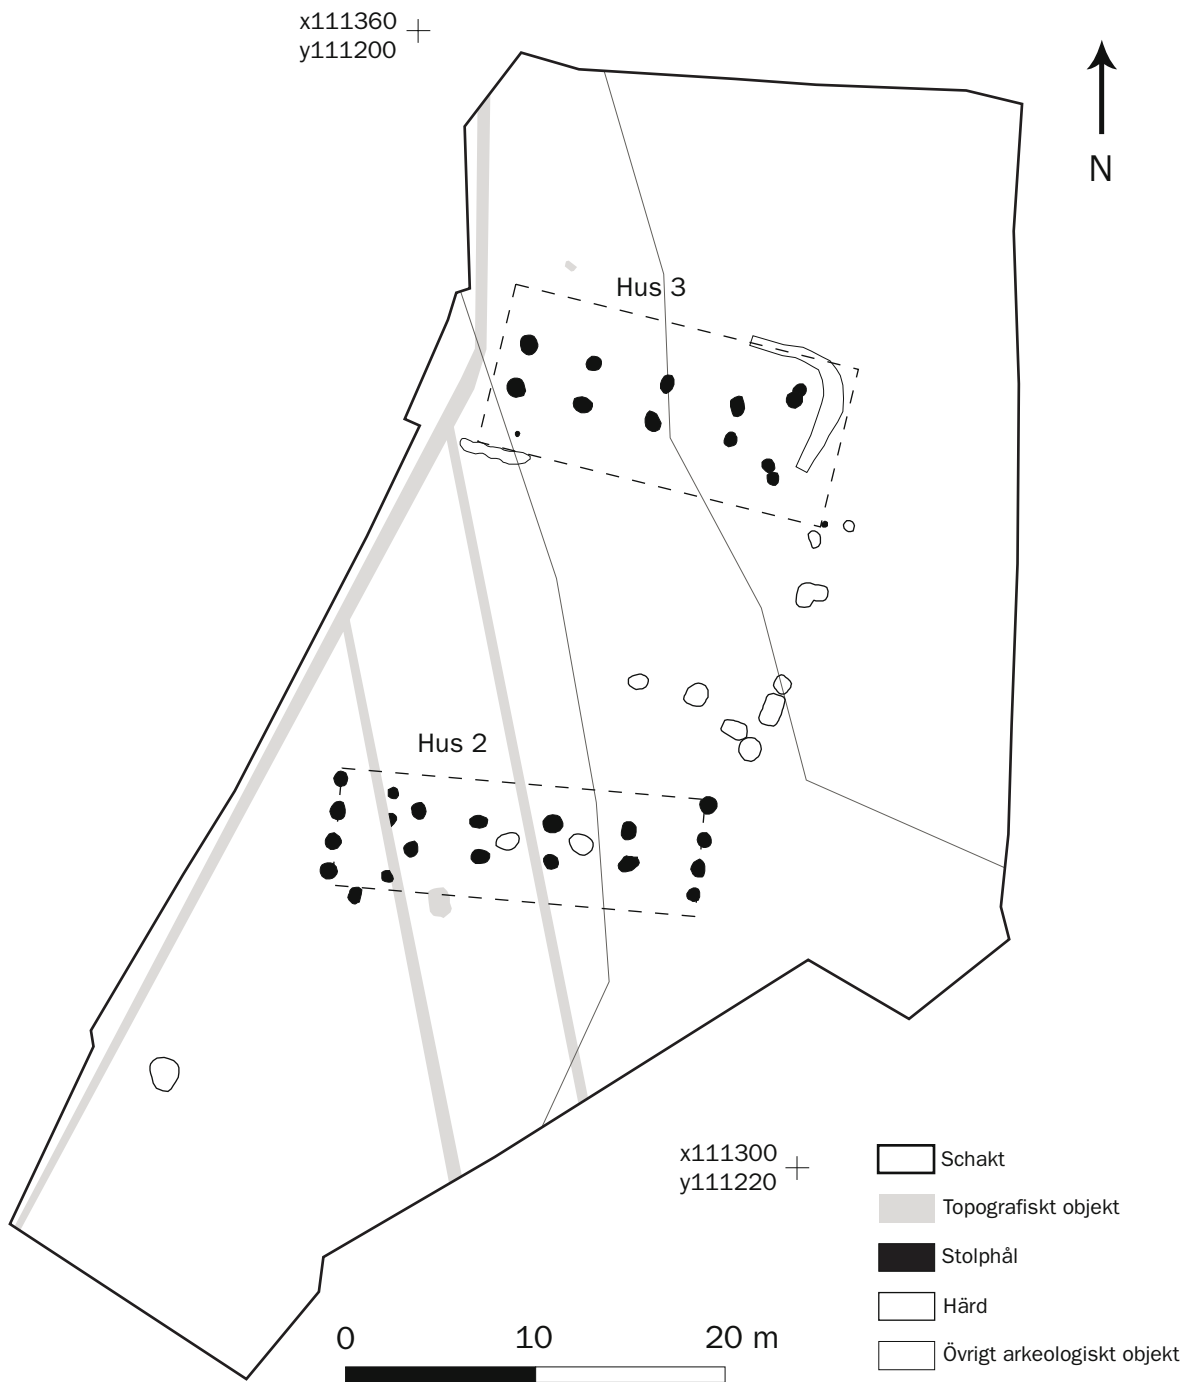 x111360
y111200
N
Hus 3
Hus 2
x111300
y111220
Schakt
Topografiskt objekt
Stolphål
Härd
Övrigt arkeologiskt objekt
0 10 20 m